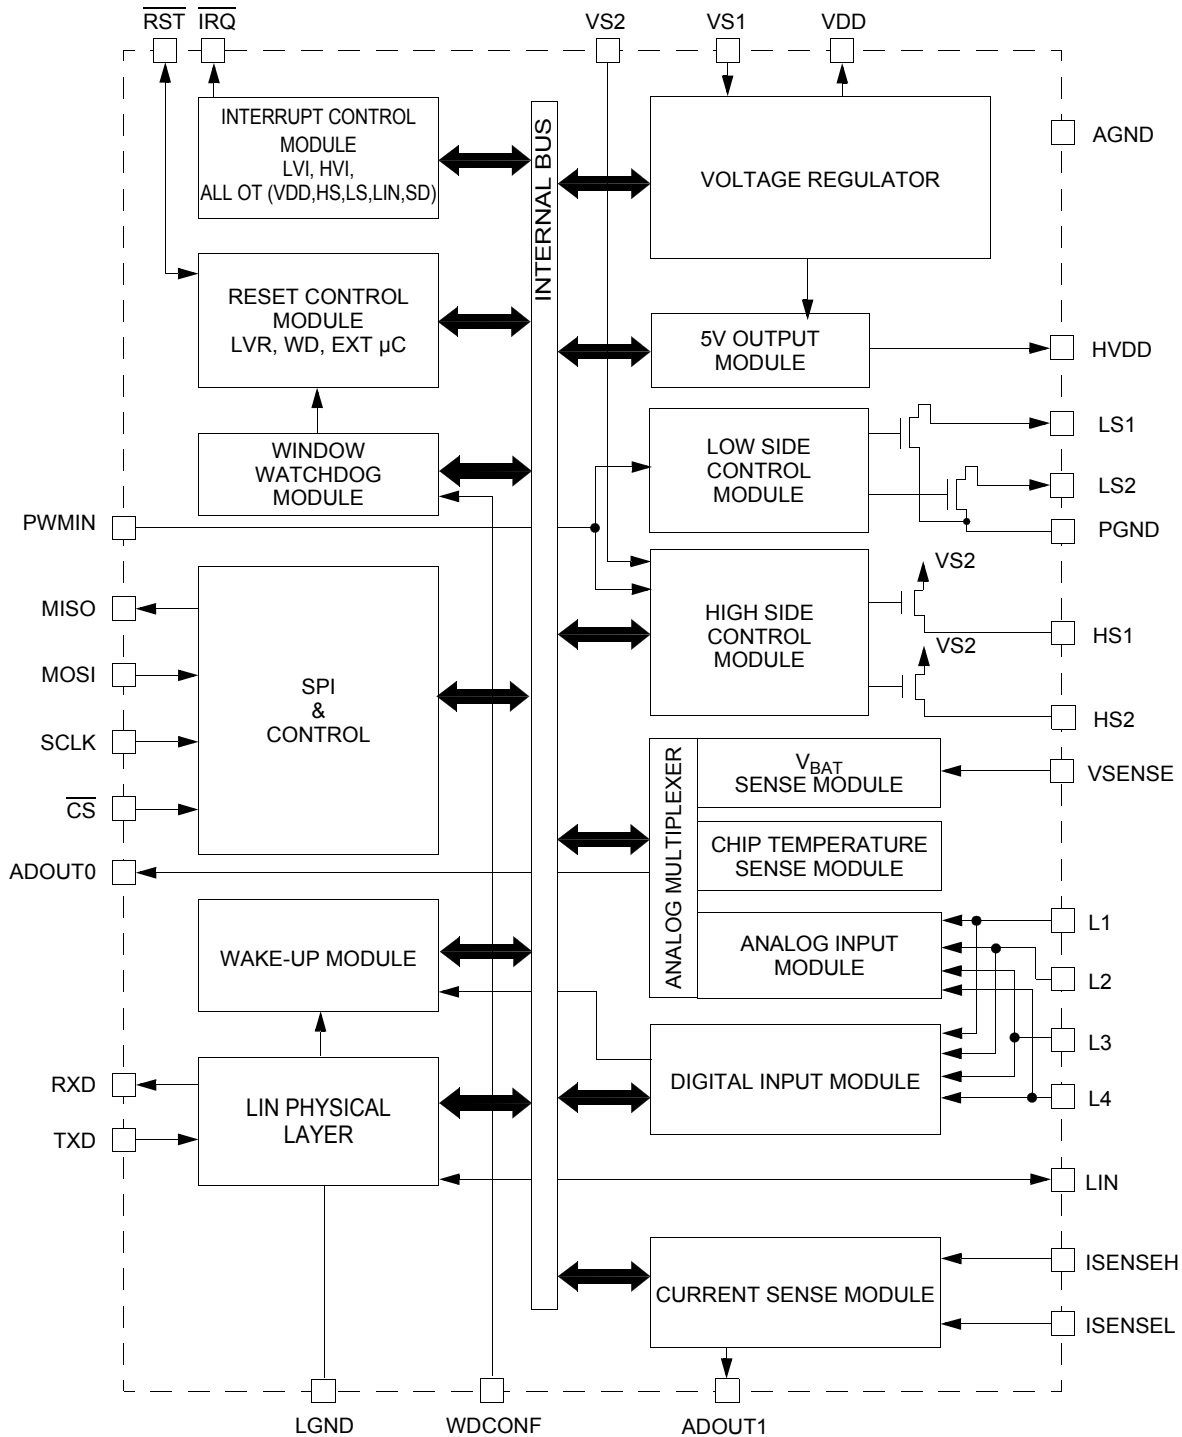 RST
IRQ
VS2
VS1
VDD
INTERRUPT CONTROL
MODULE
LVI, HVI,
ALL OT (VDD,HS,LS,LIN,SD)
INTERNAL BUS
VOLTAGE REGULATOR
AGND
RESET CONTROL
MODULE
LVR, WD, EXT µC
5V OUTPUT
MODULE
HVDD
WINDOW
WATCHDOG
MODULE
LOW SIDE
CONTROL
MODULE
LS1
LS2
PGND
PWMIN
MISO
MOSI
SCLK
CS
SPI
&
CONTROL
HIGH SIDE
CONTROL
MODULE
VS2
HS1
VS2
HS2
ANALOG MULTIPLEXER
VBAT
SENSE MODULE
VSENSE
CHIP TEMPERATURE
SENSE MODULE
ADOUT0
ANALOG INPUT
MODULE
L1
L2
L3
L4
WAKE-UP MODULE
DIGITAL INPUT MODULE
RXD
TXD
LIN PHYSICAL
LAYER
LIN
CURRENT SENSE MODULE
ISENSEH
ISENSEL
LGND
WDCONF
ADOUT1